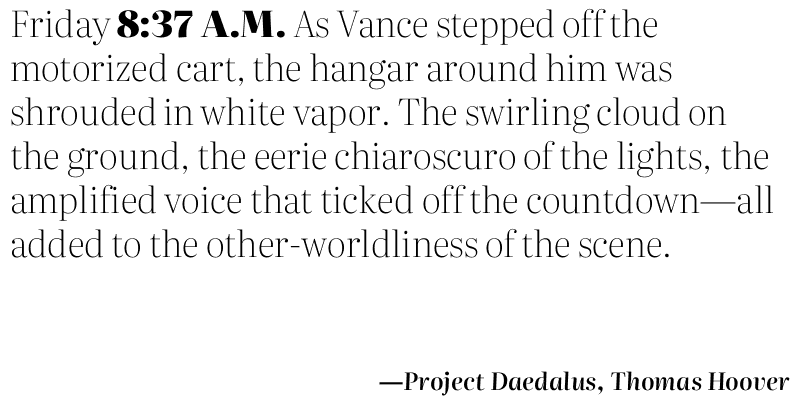 Friday 8:37 A.M. As Vance stepped off the
motorized cart, the hangar around him was
shrouded in white vapor. The swirling cloud on
the ground, the eerie chiaroscuro of the lights, the
amplified voice that ticked off the countdown—all
added to the other-worldliness of the scene.
—Project Daedalus, Thomas Hoover